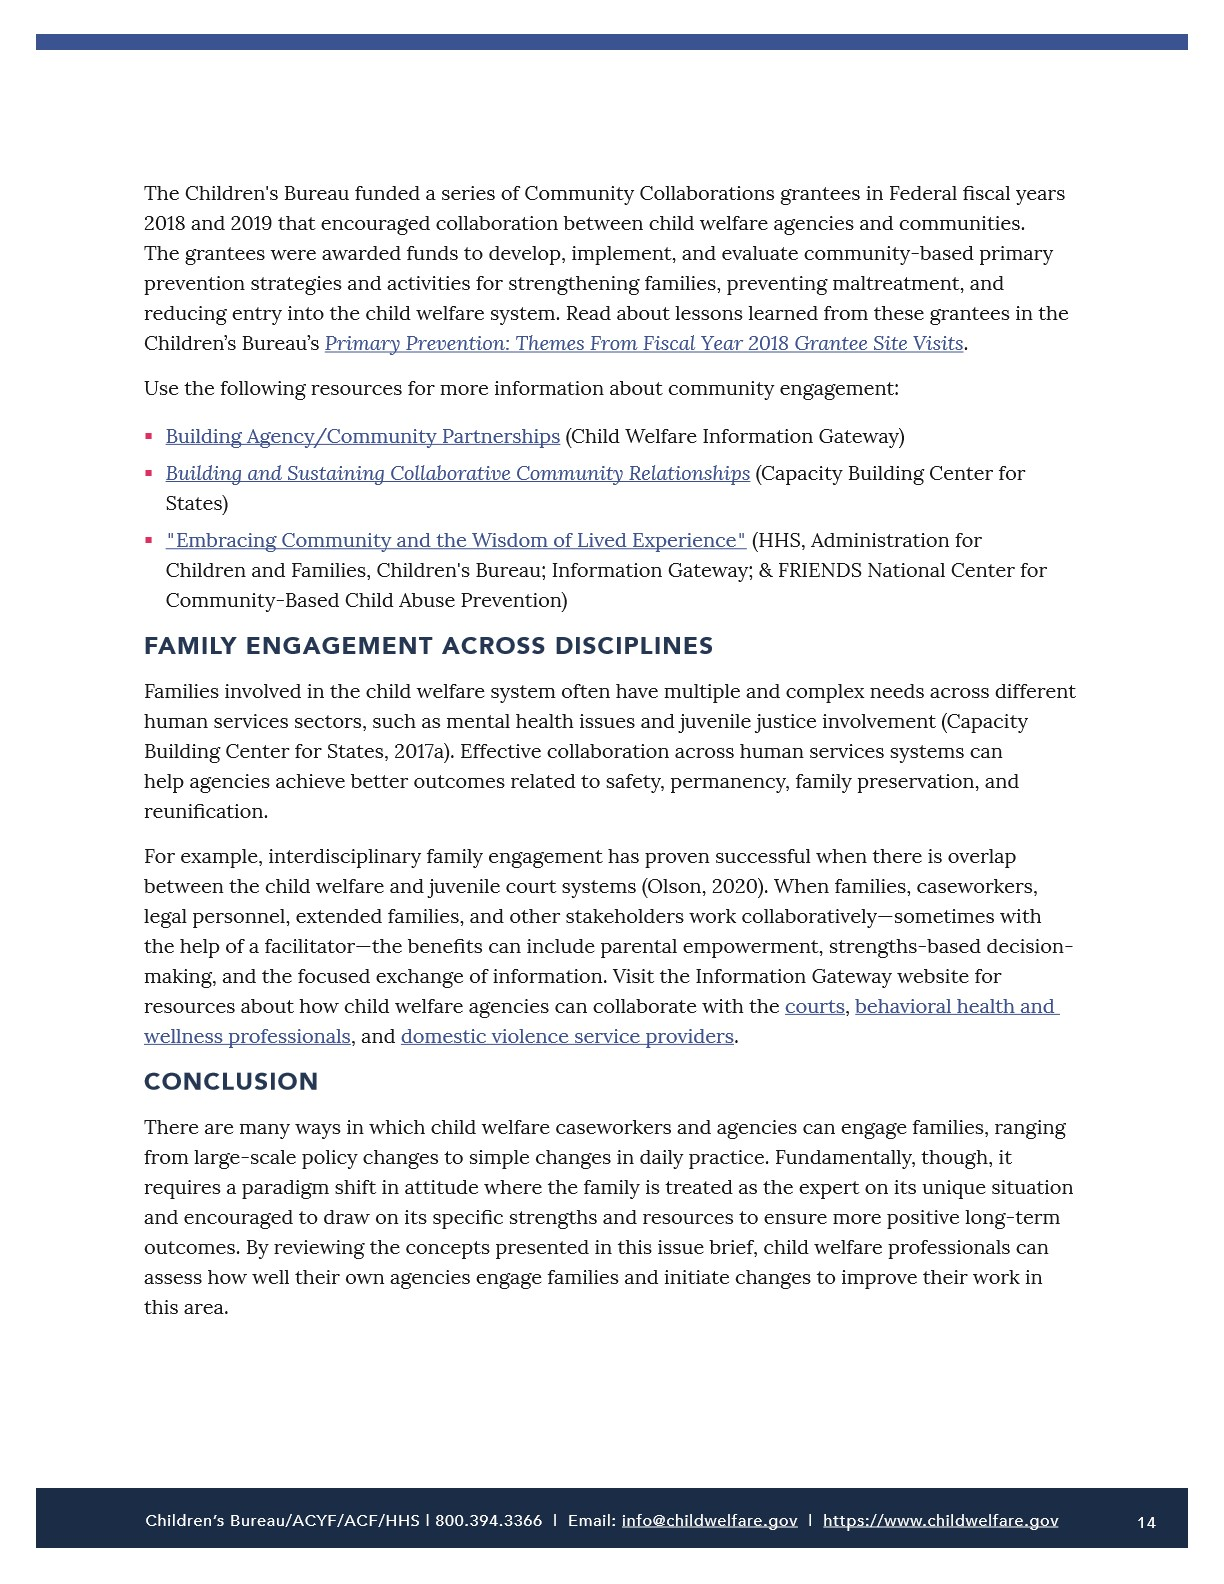 The Children's Bureau funded a series of Community Collaborations grantees in Federal fiscal years
2018 and 2019 that encouraged collaboration between child welfare agencies and communities.
The grantees were awarded funds to develop, implement, and evaluate community-based primary
prevention strategies and activities for strengthening families, preventing maltreatment, and
reducing entry into the child welfare system. Read about lessons learned from these grantees in the
Children’s Bureau’s Primary Prevention: Themes From Fiscal Year 2018 Grantee Site Visits.
Use the following resources for more information about community engagement:
▪ Building Agency/Community Partnerships (Child Welfare Information Gateway)
▪ Building and Sustaining Collaborative Community Relationships (Capacity Building Center for
States)
▪ "Embracing Community and the Wisdom of Lived Experience" (HHS, Administration for
Children and Families, Children's Bureau; Information Gateway; & FRIENDS National Center for
Community-Based Child Abuse Prevention)
FAMILY ENGAGEMENT ACROSS DISCIPLINES
Families involved in the child welfare system often have multiple and complex needs across different
human services sectors, such as mental health issues and juvenile justice involvement (Capacity
Building Center for States, 2017a). Effective collaboration across human services systems can
help agencies achieve better outcomes related to safety, permanency, family preservation, and
reunification.
For example, interdisciplinary family engagement has proven successful when there is overlap
between the child welfare and juvenile court systems (Olson, 2020). When families, caseworkers,
legal personnel, extended families, and other stakeholders work collaboratively—sometimes with
the help of a facilitator—the benefits can include parental empowerment, strengths-based decision-
making, and the focused exchange of information. Visit the Information Gateway website for
resources about how child welfare agencies can collaborate with the courts, behavioral health and
wellness professionals, and domestic violence service providers.
CONCLUSION
There are many ways in which child welfare caseworkers and agencies can engage families, ranging
from large-scale policy changes to simple changes in daily practice. Fundamentally, though, it
requires a paradigm shift in attitude where the family is treated as the expert on its unique situation
and encouraged to draw on its specific strengths and resources to ensure more positive long-term
outcomes. By reviewing the concepts presented in this issue brief, child welfare professionals can
assess how well their own agencies engage families and initiate changes to improve their work in
this area.
Children’s Bureau/ACYF/ACF/HHS | 800.394.3366 | Email: info@childwelfare.gov | https://www.childwelfare.gov 14